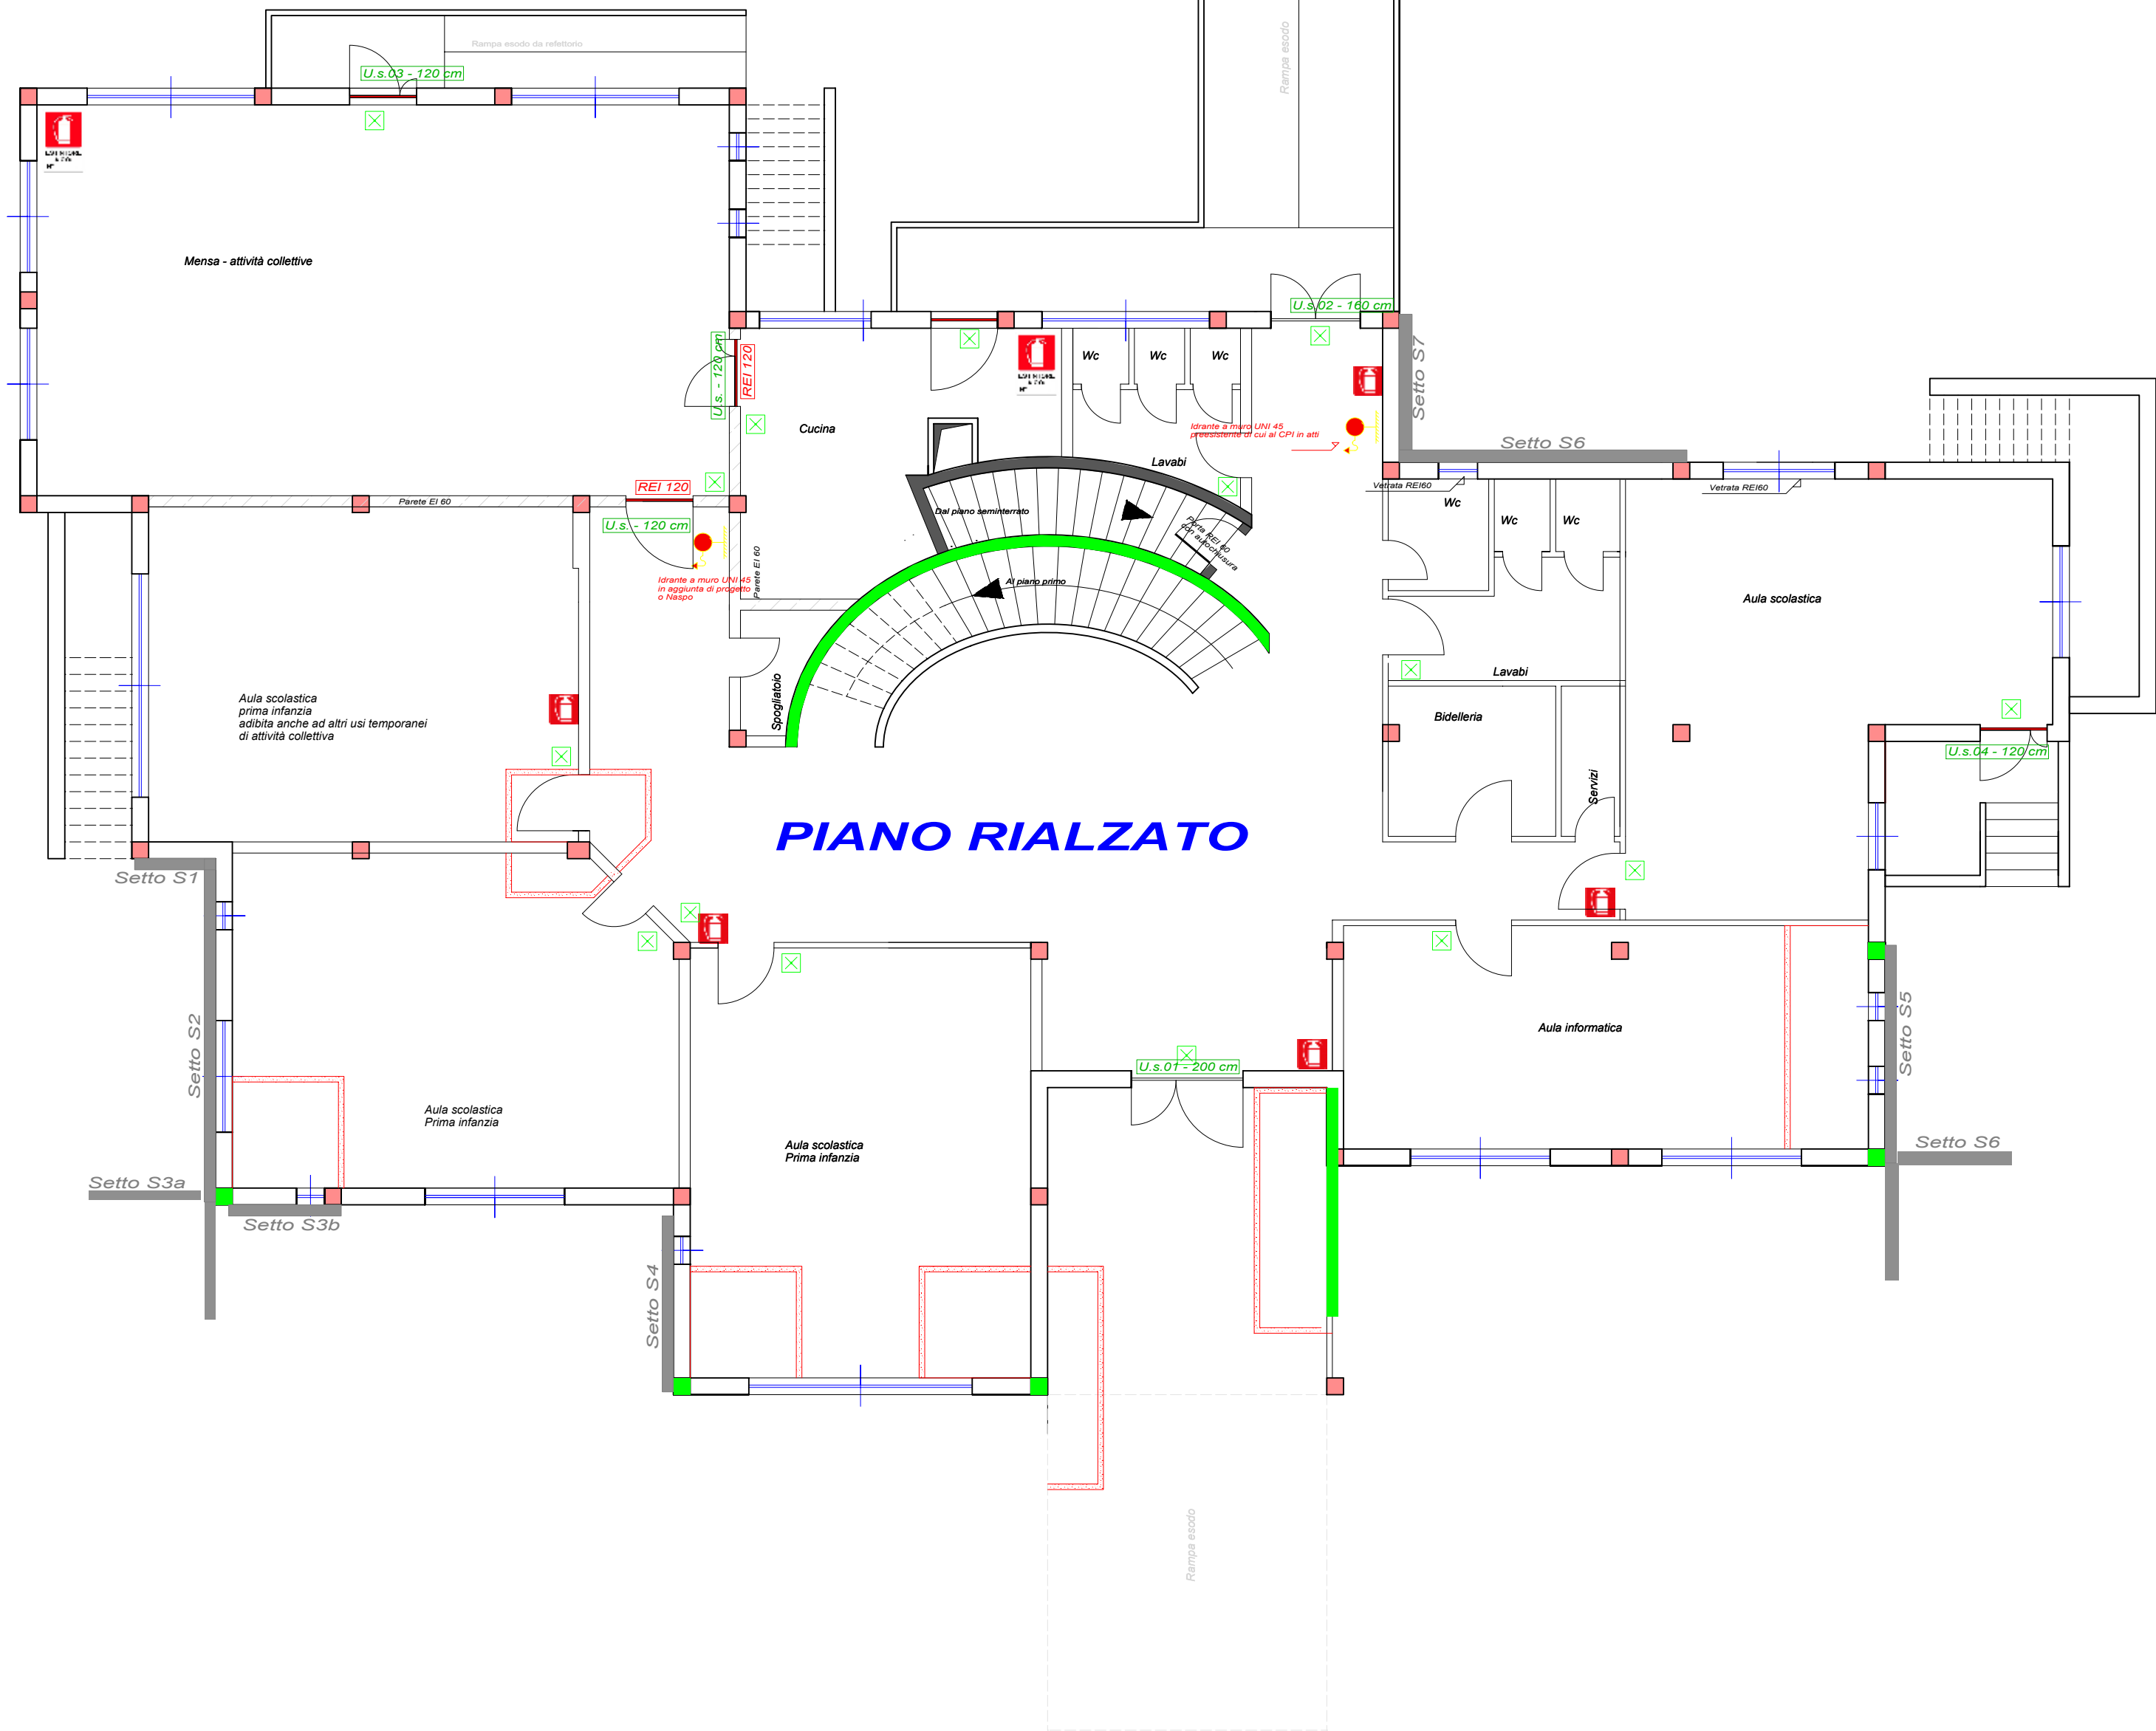 Rampa esodo da refettorio
Rampa esodo
U.s.03 - 120 cm
Mensa - attività collettive
U.s.02 - 160 cm
U.s. - 120 cm
REI 120
Wc
Wc
Wc
Setto S7
Cucina
Idrante a muro UNI 45
preesistente di cui al CPI in atti
Setto S6
Lavabi
REI 120
Parete EI 60
Vetrata REI60
Vetrata REI60
Wc
Wc
Wc
Dal piano seminterrato
U.s. - 120 cm
Porta REI 60
con autochiusura
Parete EI 60
Idrante a muro UNI 45
in aggiunta di progetto
o Naspo
Al piano primo
Aula scolastica
Lavabi
Spogliatoio
Aula scolastica
prima infanzia
adibita anche ad altri usi temporanei
di attività collettiva
Bidelleria
U.s.04 - 120 cm
Servizi
PIANO RIALZATO
Setto S1
Setto S2
Aula informatica
Setto S5
U.s.01 - 200 cm
Aula scolastica
Prima infanzia
Aula scolastica
Prima infanzia
Setto S6
Setto S3a
Setto S3b
Setto S4
Rampa esodo